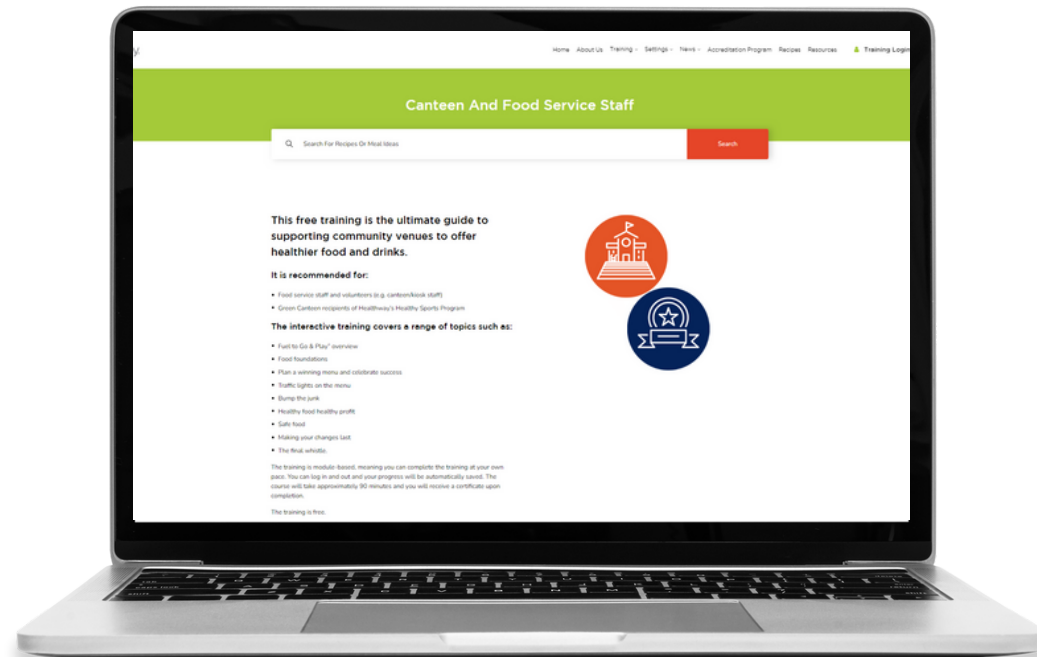 y.
Home About Us Training Settings News Accreditation Program Recipes Resources Training Login
Canteen And Food Service Staff
Search For Recipes Or Meal Ideas Search
This free training is the ultimate guide to
supporting community venues to offer
healthier food and drinks.
It is recommended for:
Food service staff and volunteers (e.g. canteen/kiosk staff)
Green Canteen recipients of Healthway's Healthy Sports Program
The interactive training covers a range of topics such as:
Fuel to Go & Play® overview
Food foundations
Plan a winning menu and celebrate success
Traffic lights on the menu
Bump the junk
Healthy food healthy profit
Safe food
Making your changes last
The final whistle.
The training is module-based, meaning you can complete the training at your own
pace. You can log in and out and your progress will be automatically saved. The
course will take approximately 90 minutes and you will receive a certificate upon
completion.
The training is free.